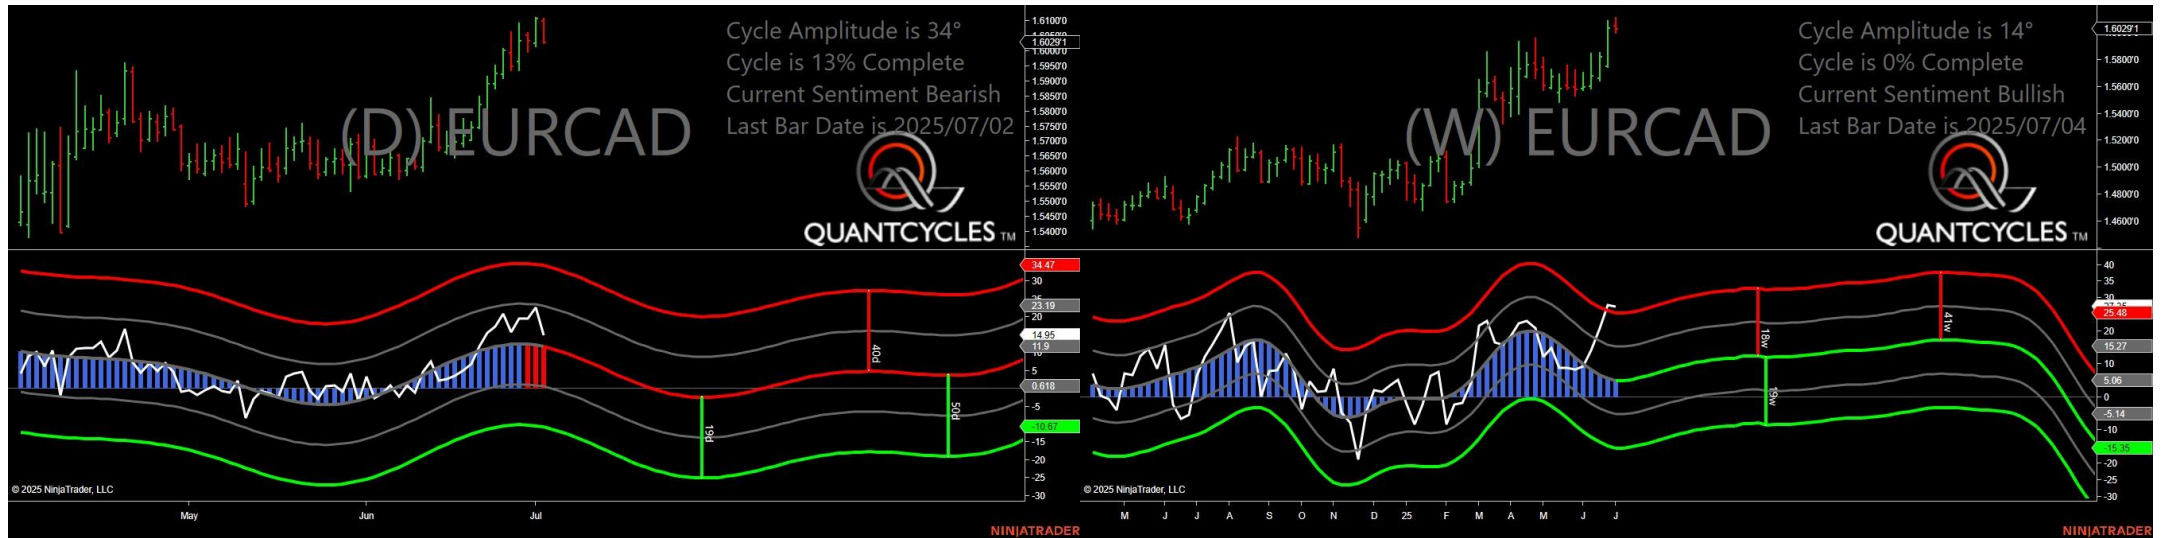 Cycle Amplitude is 34°
Cycle is 13% Complete
Current Sentiment Bearish
Last Bar Date is 2025/07/02
(D) EURCAD
QUANTCYCLES TM
1.6100'0
1.6029'1
1.6000'0
1.5950'0
1.5900'0
1.5850'0
1.5800'0
1.5750'0
1.5700'0
1.5650'0
1.5600'0
1.5550'0
1.5500'0
1.5450'0
1.5400'0
34.47
30
23.19
20
14.95
11.9
5
0.618
-5
-10.67
-15
-20
-25
-30
19d
40d
50d
© 2025 NinjaTrader, LLC
May
Jun
Jul
NINJATRADER
Cycle Amplitude is 14°
Cycle is 0% Complete
Current Sentiment Bullish
Last Bar Date is 2025/07/04
(W) EURCAD
QUANTCYCLES TM
1.6029'1
1.5800'0
1.5600'0
1.5400'0
1.5200'0
1.5000'0
1.4800'0
1.4600'0
40
35
30
25.48
20
15.27
10
5.06
0
-5.14
-10
-15.35
-20
-25
-30
18w
19w
41w
© 2025 NinjaTrader, LLC
M
J
J
A
S
O
N
D
25
F
M
A
M
J
J
NINJATRADER